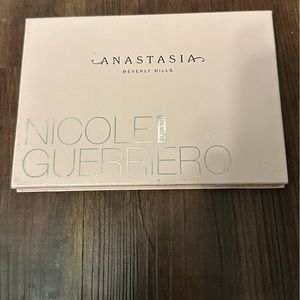 ANASTASIA
BEVERLY HILLS
NICOLE
GUERRIERO